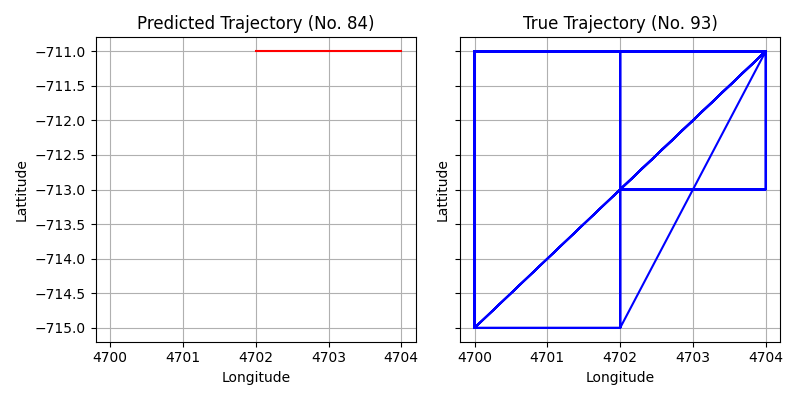 Predicted Trajectory (No. 84)
−711.0
−711.5
−712.0
−712.5
−713.0
−713.5
−714.0
−714.5
−715.0
Lattitude
4700 4701 4702 4703 4704
Longitude
True Trajectory (No. 93)
Lattitude
4700 4701 4702 4703 4704
Longitude